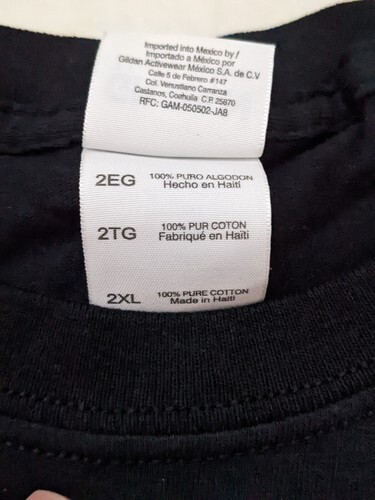 Imported into Mexico by /
Importado a México por /
Gildan Activewear México S.A. de C.V
Calle 5 de Febrero #147
Col. Venustiano Carranza
Castanos, Coahuila C.P. 25870
RFC: GAM-050502-JA8
2EG 100% PURO ALGODON
Hecho en Haití
2TG 100% PUR COTON
Fabriqué en Haïti
2XL 100% PURE COTTON
Made in Haiti